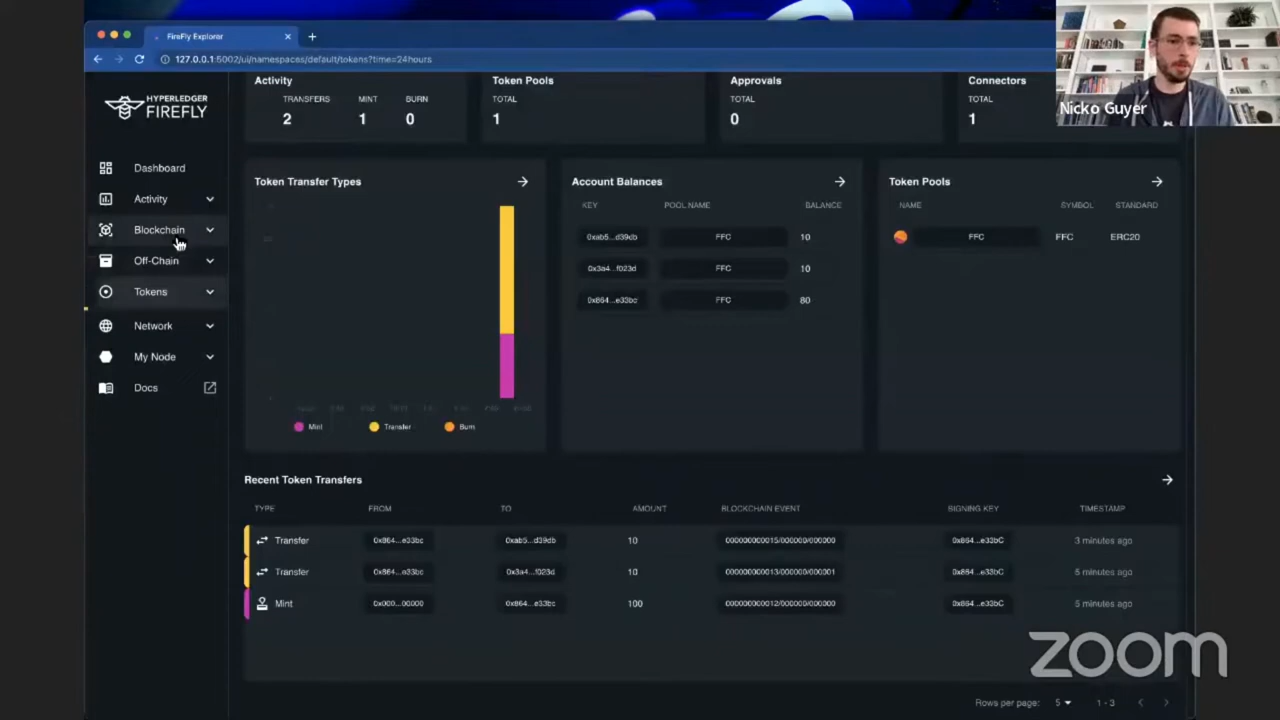 FireFly Explorer
127.0.0.1:5002/ui/namespaces/default/tokens?time=24hours
Nicko Guyer
HYPERLEDGER
FIREFLY
Dashboard
Activity
Blockchain
Off-Chain
Tokens
Network
My Node
Docs
Activity
TRANSFERS MINT BURN
2 1 0
Token Pools
TOTAL
1
Approvals
TOTAL
0
Connectors
TOTAL
1
Token Transfer Types
Mint Transfer Burn
Account Balances
KEY POOL NAME BALANCE
0xab5...d39db FFC 10
0x3a4...f023d FFC 10
0x864...e33bc FFC 80
Token Pools
NAME SYMBOL STANDARD
FFC FFC ERC20
Recent Token Transfers
TYPE FROM TO AMOUNT BLOCKCHAIN EVENT SIGNING KEY TIMESTAMP
Transfer 0x864...e33bc 0xab5...d39db 10 000000000015/000000/000000 0x864...e33bC 3 minutes ago
Transfer 0x864...e33bc 0x3a4...f023d 10 000000000013/000000/000001 0x864...e33bC 5 minutes ago
Mint 0x000...00000 0x864...e33bc 100 000000000012/000000/000000 0x864...e33bC 5 minutes ago
zoom
Rows per page: 5 1 - 3